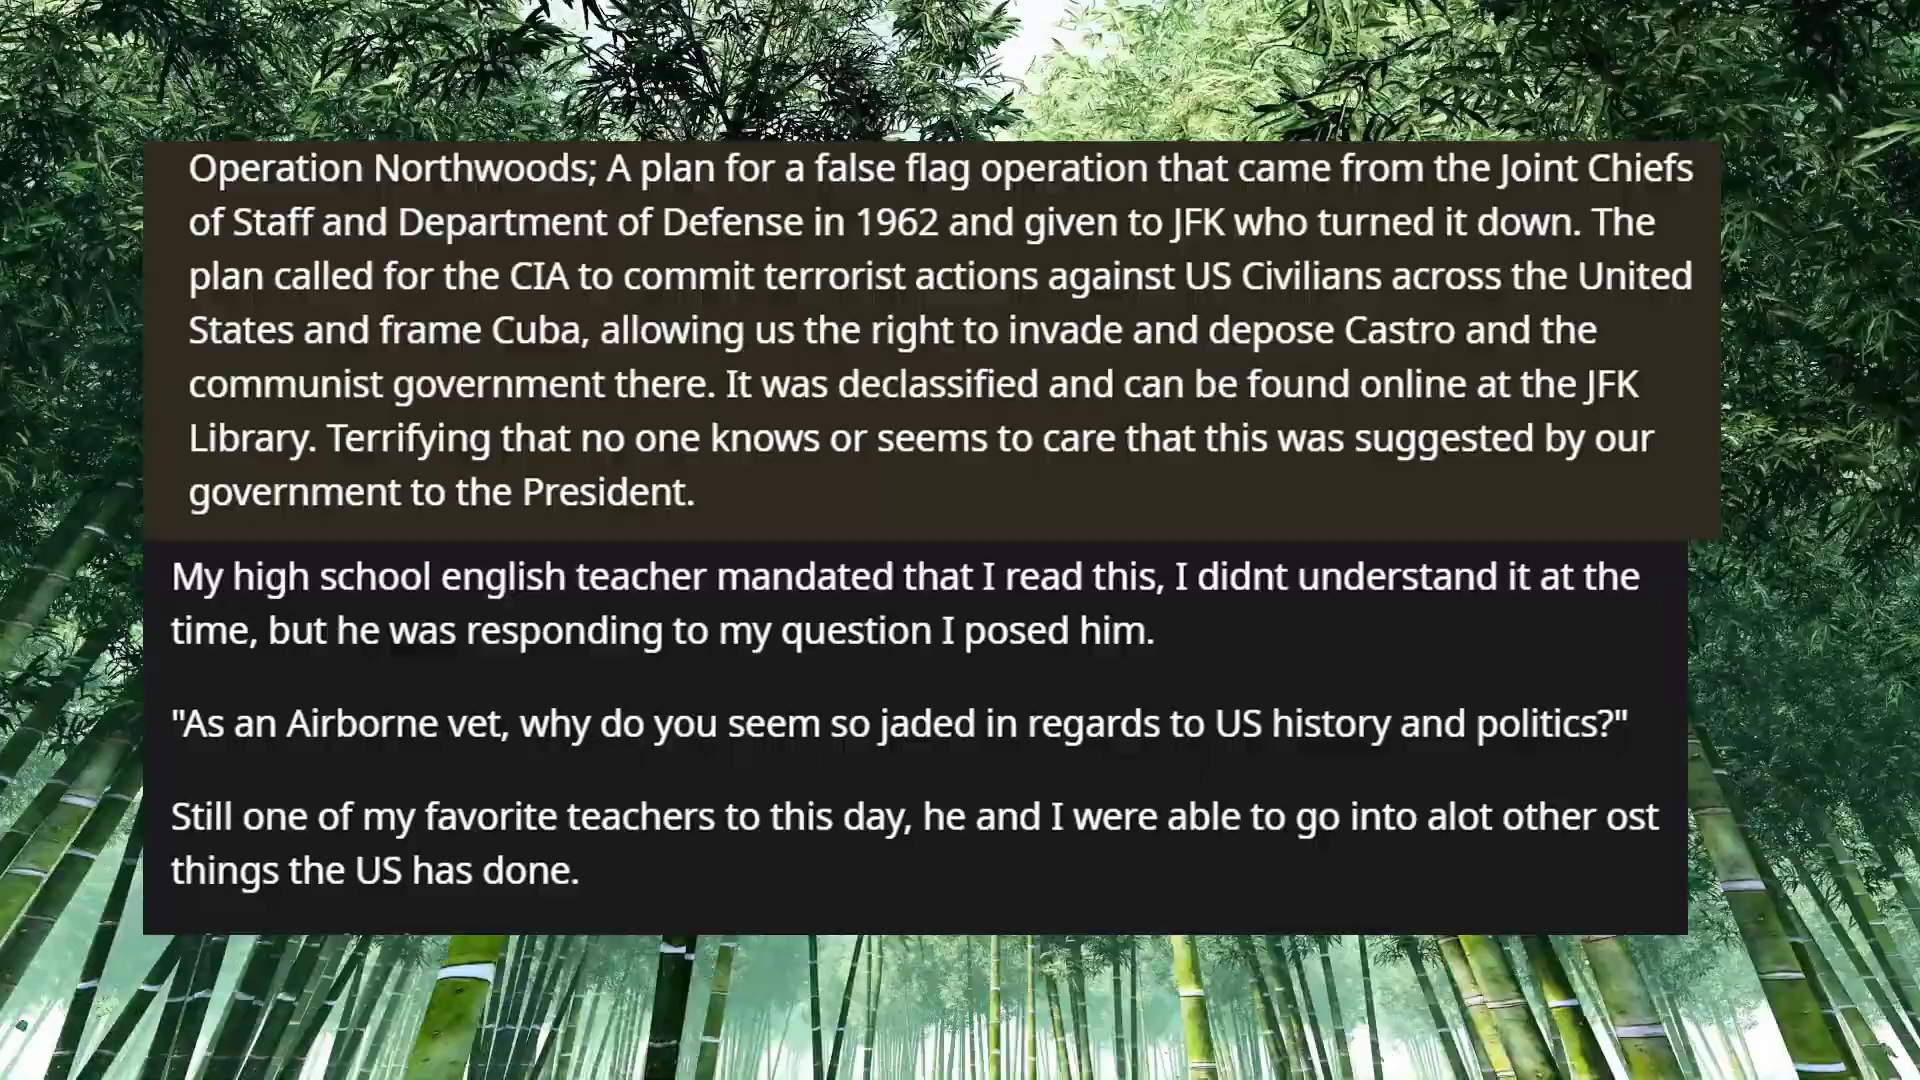 Operation Northwoods; A plan for a false flag operation that came from the Joint Chiefs
of Staff and Department of Defense in 1962 and given to JFK who turned it down. The
plan called for the CIA to commit terrorist actions against US Civilians across the United
States and frame Cuba, allowing us the right to invade and depose Castro and the
communist government there. It was declassified and can be found online at the JFK
Library. Terrifying that no one knows or seems to care that this was suggested by our
government to the President.
My high school english teacher mandated that I read this, I didnt understand it at the
time, but he was responding to my question I posed him.
"As an Airborne vet, why do you seem so jaded in regards to US history and politics?"
Still one of my favorite teachers to this day, he and I were able to go into alot other ost
things the US has done.